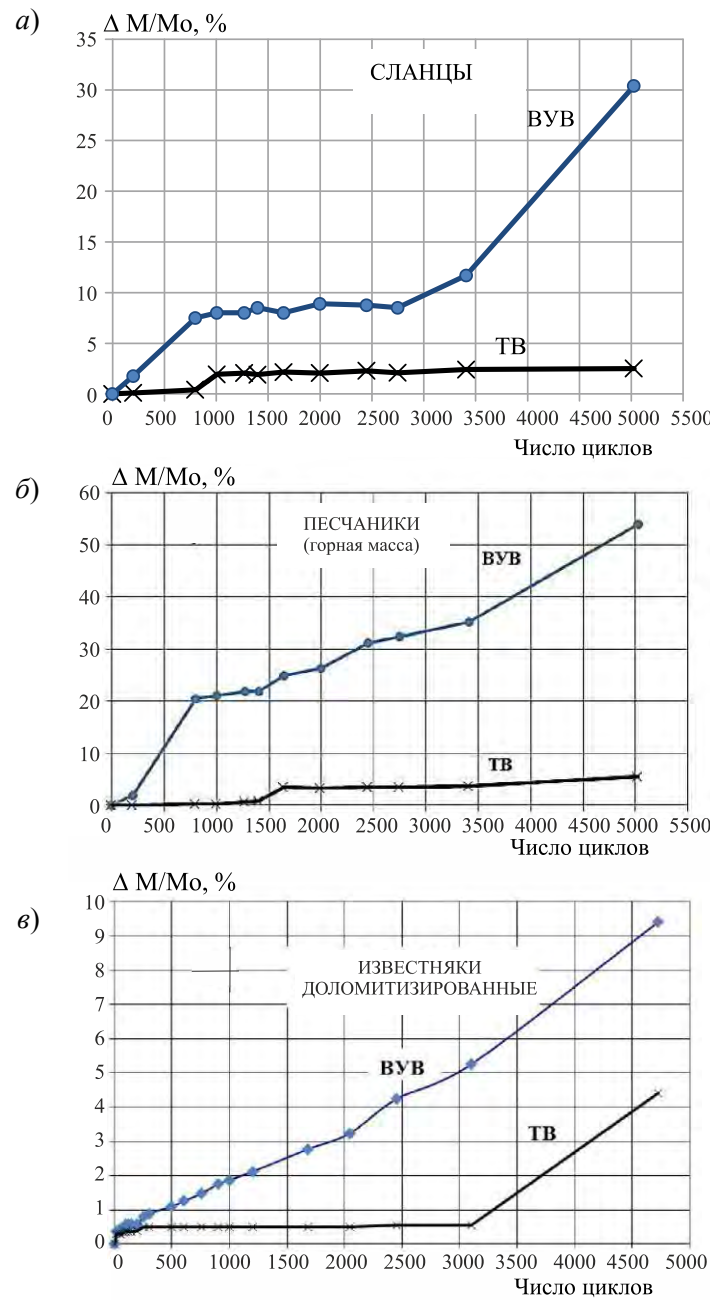 а)
Δ М/Мо, %
35
СЛАНЦЫ
30
ВУВ
25
20
15
10
ТВ
5
0
0 500 1000 1500 2000 2500 3000 3500 4000 4500 5000 5500
Число циклов
б)
Δ М/Мо, %
60
ПЕСЧАНИКИ
(горная масса)
50
ВУВ
40
30
20
10
ТВ
0
0 500 1000 1500 2000 2500 3000 3500 4000 4500 5000 5500
Число циклов
в)
Δ М/Мо, %
10
9
ИЗВЕСТНЯКИ
ДОЛОМИТИЗИРОВАННЫЕ
8
7
6
5
ВУВ
4
3
ТВ
2
1
0
0 500 1000 1500 2000 2500 3000 3500 4000 4500 5000
Число циклов